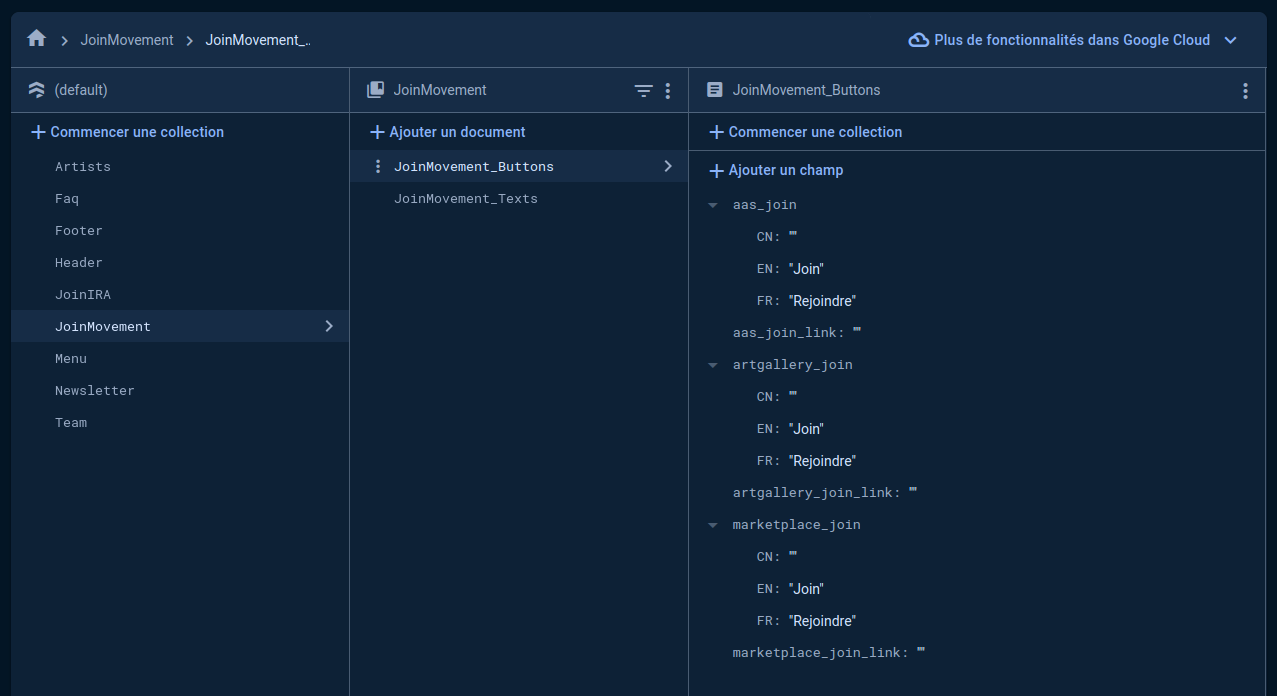 JoinMovement
JoinMovement_..
Plus de fonctionnalités dans Google Cloud
(default)
Commencer une collection
Artists
Faq
Footer
Header
JoinIRA
JoinMovement
Menu
Newsletter
Team
JoinMovement
Ajouter un document
JoinMovement_Buttons
JoinMovement_Texts
JoinMovement_Buttons
Commencer une collection
Ajouter un champ
aas_join
CN: ""
EN: "Join"
FR: "Rejoindre"
aas_join_link: ""
artgallery_join
CN: ""
EN: "Join"
FR: "Rejoindre"
artgallery_join_link: ""
marketplace_join
CN: ""
EN: "Join"
FR: "Rejoindre"
marketplace_join_link: ""